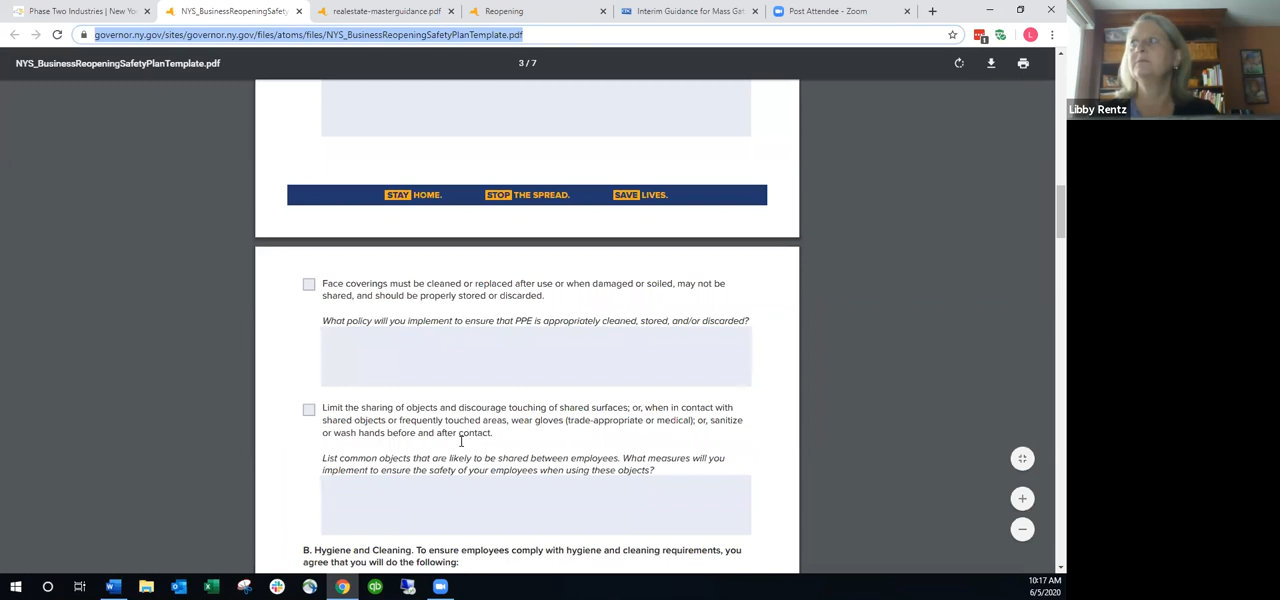 Phase Two Industries | New Yo
NYS_BusinessReopeningSafety
realestate-masterguidance.pdf
Reopening
Interim Guidance for Mass Gat
Post Attendee - Zoom
governor.ny.gov/sites/governor.ny.gov/files/atoms/files/NYS_BusinessReopeningSafetyPlanTemplate.pdf
1
L
NYS_BusinessReopeningSafetyPlanTemplate.pdf
3 / 7
Libby Rentz
STAY HOME. STOP THE SPREAD. SAVE LIVES.
Face coverings must be cleaned or replaced after use or when damaged or soiled, may not be
shared, and should be properly stored or discarded.
What policy will you implement to ensure that PPE is appropriately cleaned, stored, and/or discarded?
Limit the sharing of objects and discourage touching of shared surfaces; or, when in contact with
shared objects or frequently touched areas, wear gloves (trade-appropriate or medical); or, sanitize
or wash hands before and after contact.
List common objects that are likely to be shared between employees. What measures will you
implement to ensure the safety of your employees when using these objects?
B. Hygiene and Cleaning. To ensure employees comply with hygiene and cleaning requirements, you
agree that you will do the following:
10:17 AM
6/5/2020